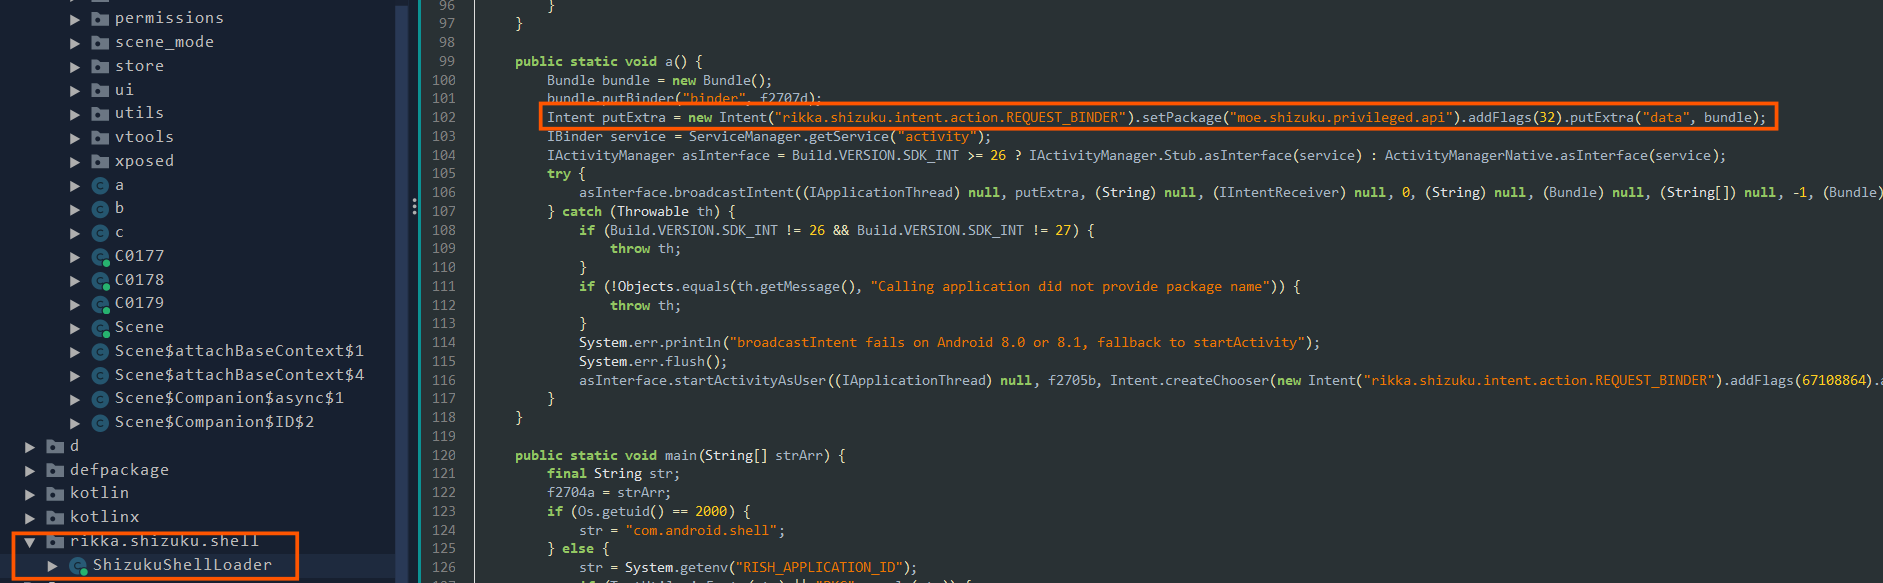 permissions
scene_mode
store
ui
utils
vtools
xposed
a
b
c
C0177
C0178
C0179
Scene
Scene$attachBaseContext$1
Scene$attachBaseContext$4
Scene$Companion$async$1
Scene$Companion$ID$2
d
defpackage
kotlin
kotlinx
rikka.shizuku.shell
ShizukuShellLoader
96 }
97 }
98
99 public static void a() {
100 Bundle bundle = new Bundle();
101 bundle.putBinder("binder", f2707d);
102 Intent putExtra = new Intent("rikka.shizuku.intent.action.REQUEST_BINDER").setPackage("moe.shizuku.privileged.api").addFlags(32).putExtra("data", bundle);
103 IBinder service = ServiceManager.getService("activity");
104 IActivityManager asInterface = Build.VERSION.SDK_INT >= 26 ? IActivityManager.Stub.asInterface(service) : ActivityManagerNative.asInterface(service);
105 try {
106 asInterface.broadcastIntent((IApplicationThread) null, putExtra, (String) null, (IIntentReceiver) null, 0, (String) null, (Bundle) null, (String[]) null, -1, (Bundle)
107 } catch (Throwable th) {
108 if (Build.VERSION.SDK_INT != 26 && Build.VERSION.SDK_INT != 27) {
109 throw th;
110 }
111 if (!Objects.equals(th.getMessage(), "Calling application did not provide package name")) {
112 throw th;
113 }
114 System.err.println("broadcastIntent fails on Android 8.0 or 8.1, fallback to startActivity");
115 System.err.flush();
116 asInterface.startActivityAsUser((IApplicationThread) null, f2705b, Intent.createChooser(new Intent("rikka.shizuku.intent.action.REQUEST_BINDER").addFlags(67108864).
117 }
118 }
119
120 public static void main(String[] strArr) {
121 final String str;
122 f2704a = strArr;
123 if (Os.getuid() == 2000) {
124 str = "com.android.shell";
125 } else {
126 str = System.getenv("RISH_APPLICATION_ID");